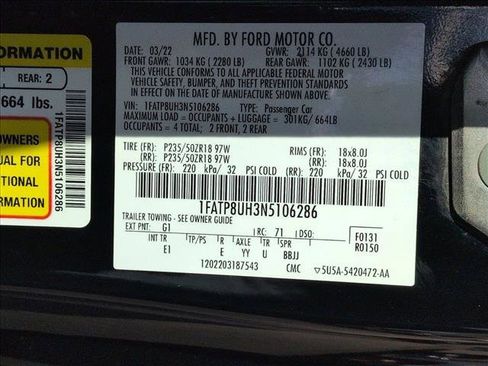 FORMATION
REAR: 2
664 lbs.
OWNERS
NUAL FOR
TIONAL
RMATION
1FATP8UH3N5106286
MFD. BY FORD MOTOR CO.
DATE: 03/22 GVWR: 2114 KG ( 4660 LB)
FRONT GAWR: 1034 KG ( 2280 LB) REAR GAWR: 1102 KG ( 2430 LB)
THIS VEHICLE CONFORMS TO ALL APPLICABLE FEDERAL MOTOR
VEHICLE SAFETY, BUMPER, AND THEFT PREVENTION STANDARDS IN
EFFECT ON THE DATE OF MANUFACTURE SHOWN ABOVE.
VIN: 1FATP8UH3N5106286 TYPE: Passenger Car
MAXIMUM LOAD = OCCUPANTS + LUGGAGE = 301KG/ 664LB
OCCUPANTS = 4 TOTAL; 2 FRONT, 2 REAR
TIRE (FR): P235/50ZR18 97W RIMS (FR): 18x8.0J
(RR): P235/50ZR18 97W (RR): 18x8.0J
PRESSURE (FR): 220 kPa/ 32 PSI COLD (RR): 220 kPa/ 32 PSI COLD
1FATP8UH3N5106286
TRAILER TOWING - SEE OWNER GUIDE
EXT PNT: G1 RC: 71 DSO: F0131
INT TR TP/PS R AX TR SPR R0150
E1 E YY U BBJJ
1202203187543 CMC 5U5A-5420472-AA